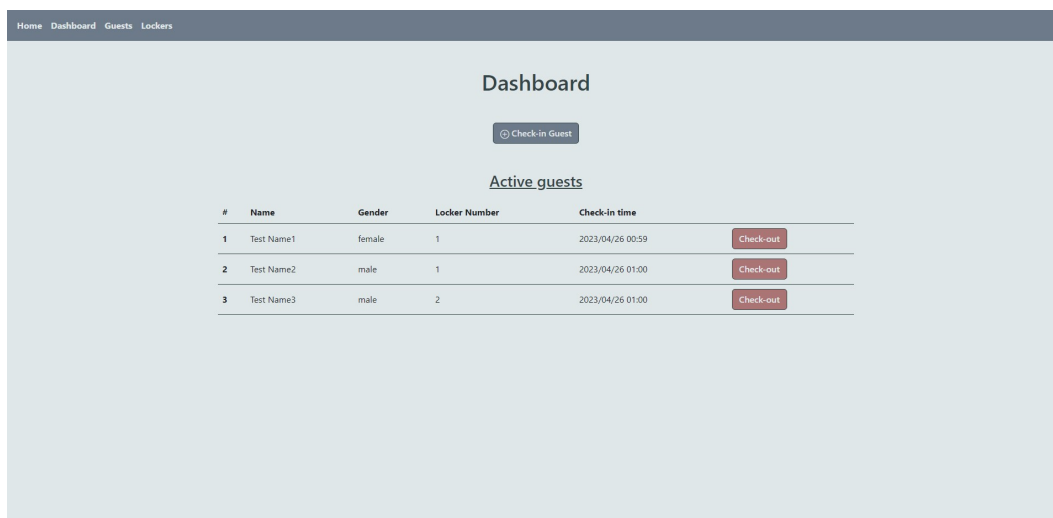 Home Dashboard Guests Lockers
Dashboard
Check-in Guest
Active guests
# Name Gender Locker Number Check-in time
1 Test Name1 female 1 2023/04/26 00:59 Check-out
2 Test Name2 male 1 2023/04/26 01:00 Check-out
3 Test Name3 male 2 2023/04/26 01:00 Check-out